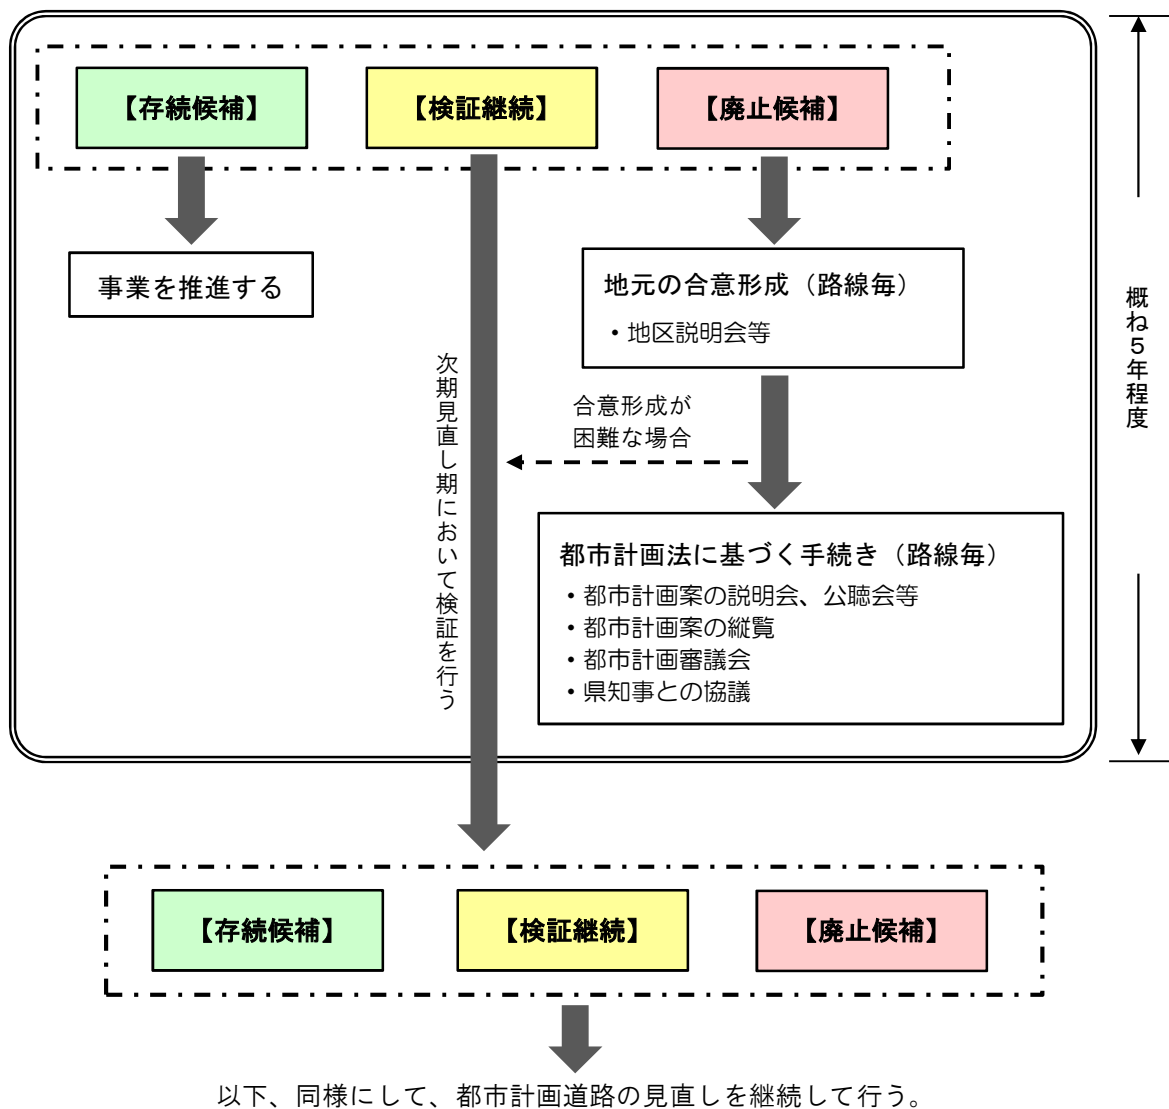 【存続候補】
【検証継続】
【廃止候補】
事業を推進する
地元の合意形成（路線毎）
・地区説明会等
合意形成が
困難な場合
次期見直し期において検証を行う
都市計画法に基づく手続き（路線毎）
・都市計画案の説明会、公聴会等
・都市計画案の縦覧
・都市計画審議会
・県知事との協議
概ね５年程度
【存続候補】
【検証継続】
【廃止候補】
以下、同様にして、都市計画道路の見直しを継続して行う。